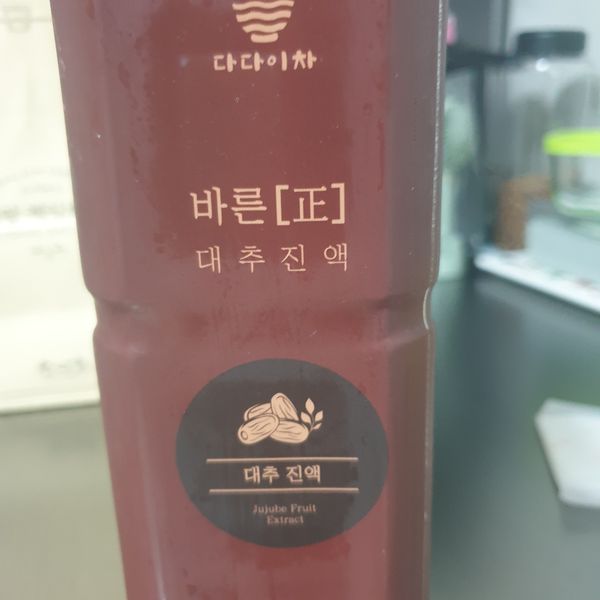 다다이차
바른[正]
대추진액
대추 진액
Jujube Fruit
Extract